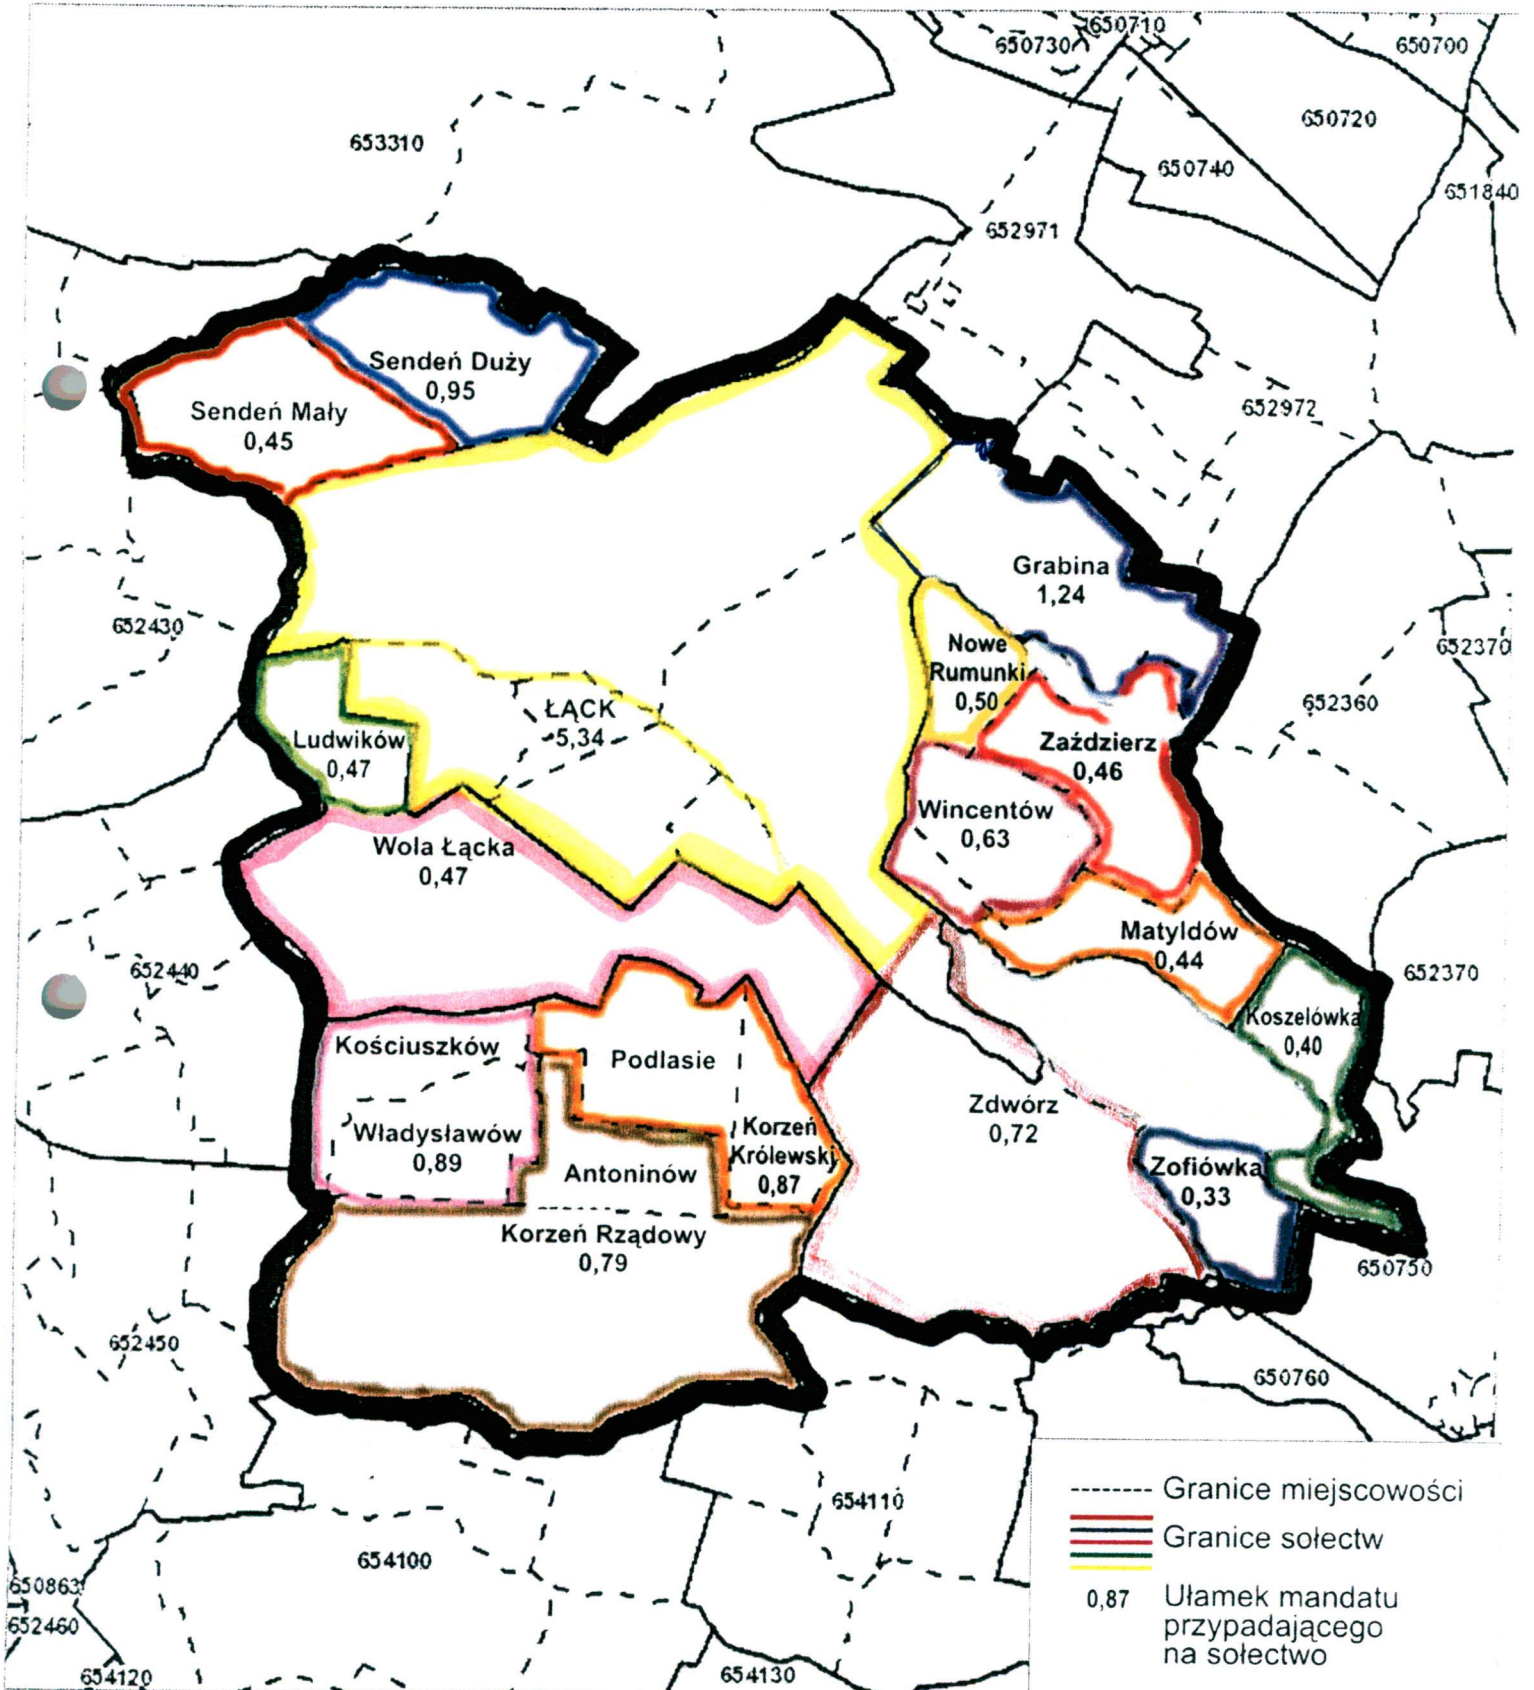 650710
650730
650700
653310
650720
650740
651840
652971
Sendeń Duży
0,95
Sendeń Mały
0,45
652972
Grabina
1,24
652430
Nowe
Rumunki
0,50
652370
652360
ŁĄCK
5,34
Ludwików
0,47
Zaździerz
0,46
Wincentów
0,63
Wola Łącka
0,47
Matyldów
0,44
652440
652370
Koszelówka
0,40
Kościuszków
Podlasie
Zdwórz
0,72
Władysławów
0,89
Korzeń
Królewski
0,87
Antoninów
Zofiówka
0,33
Korzeń Rządowy
0,79
650750
652450
650760
654110
654100
650863
652460
654120
654130
Granice miejscowości
Granice sołectw
0,87 Ułamek mandatu
przypadającego
na sołectwo